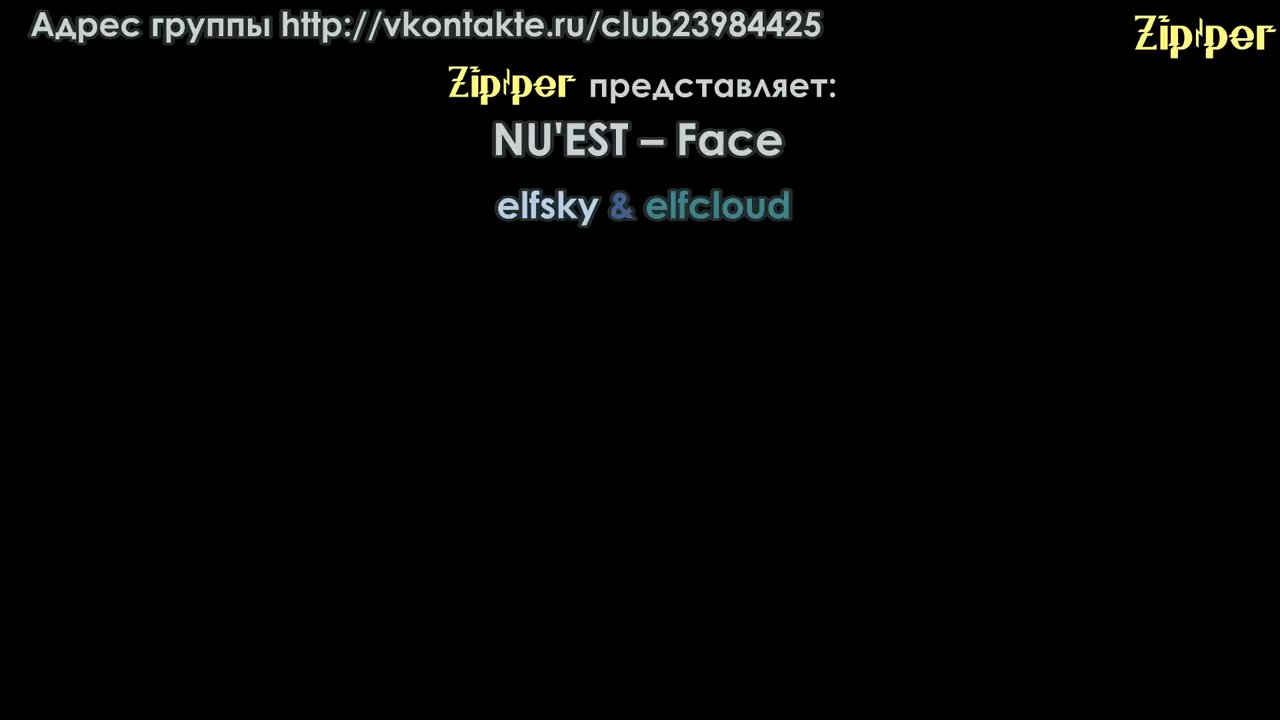 Адрес группы http://vkontakte.ru/club23984425
Zipper
Zipper представляет:
NU'EST – Face
elfsky & elfcloud